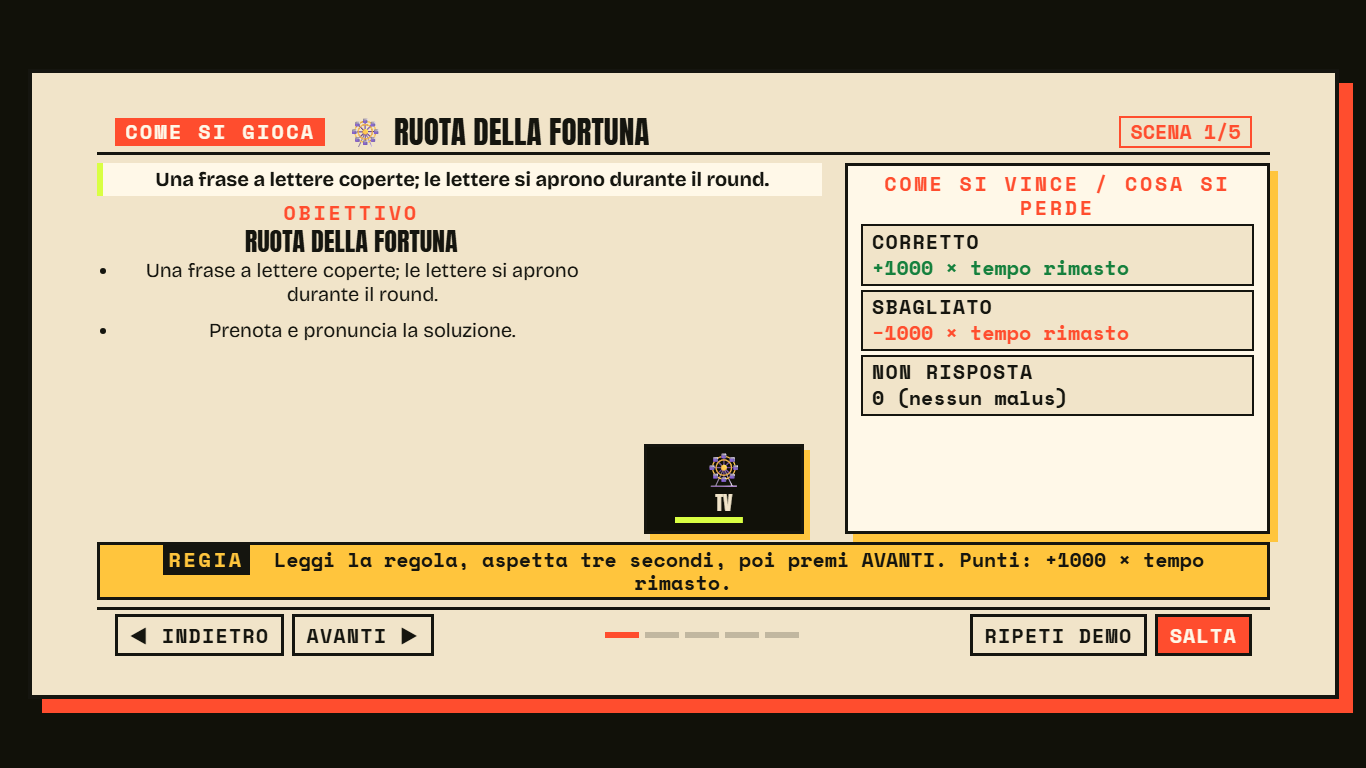 COME SI GIOCA
RUOTA DELLA FORTUNA
SCENA 1/5
Una frase a lettere coperte; le lettere si aprono durante il round.
OBIETTIVO
RUOTA DELLA FORTUNA
• Una frase a lettere coperte; le lettere si aprono
durante il round.
• Prenota e pronuncia la soluzione.
TV
COME SI VINCE / COSA SI
PERDE
CORRETTO
+1000 × tempo rimasto
SBAGLIATO
−1000 × tempo rimasto
NON RISPOSTA
0 (nessun malus)
REGIA Leggi la regola, aspetta tre secondi, poi premi AVANTI. Punti: +1000 × tempo
rimasto.
◀ INDIETRO
AVANTI ▶
RIPETI DEMO
SALTA